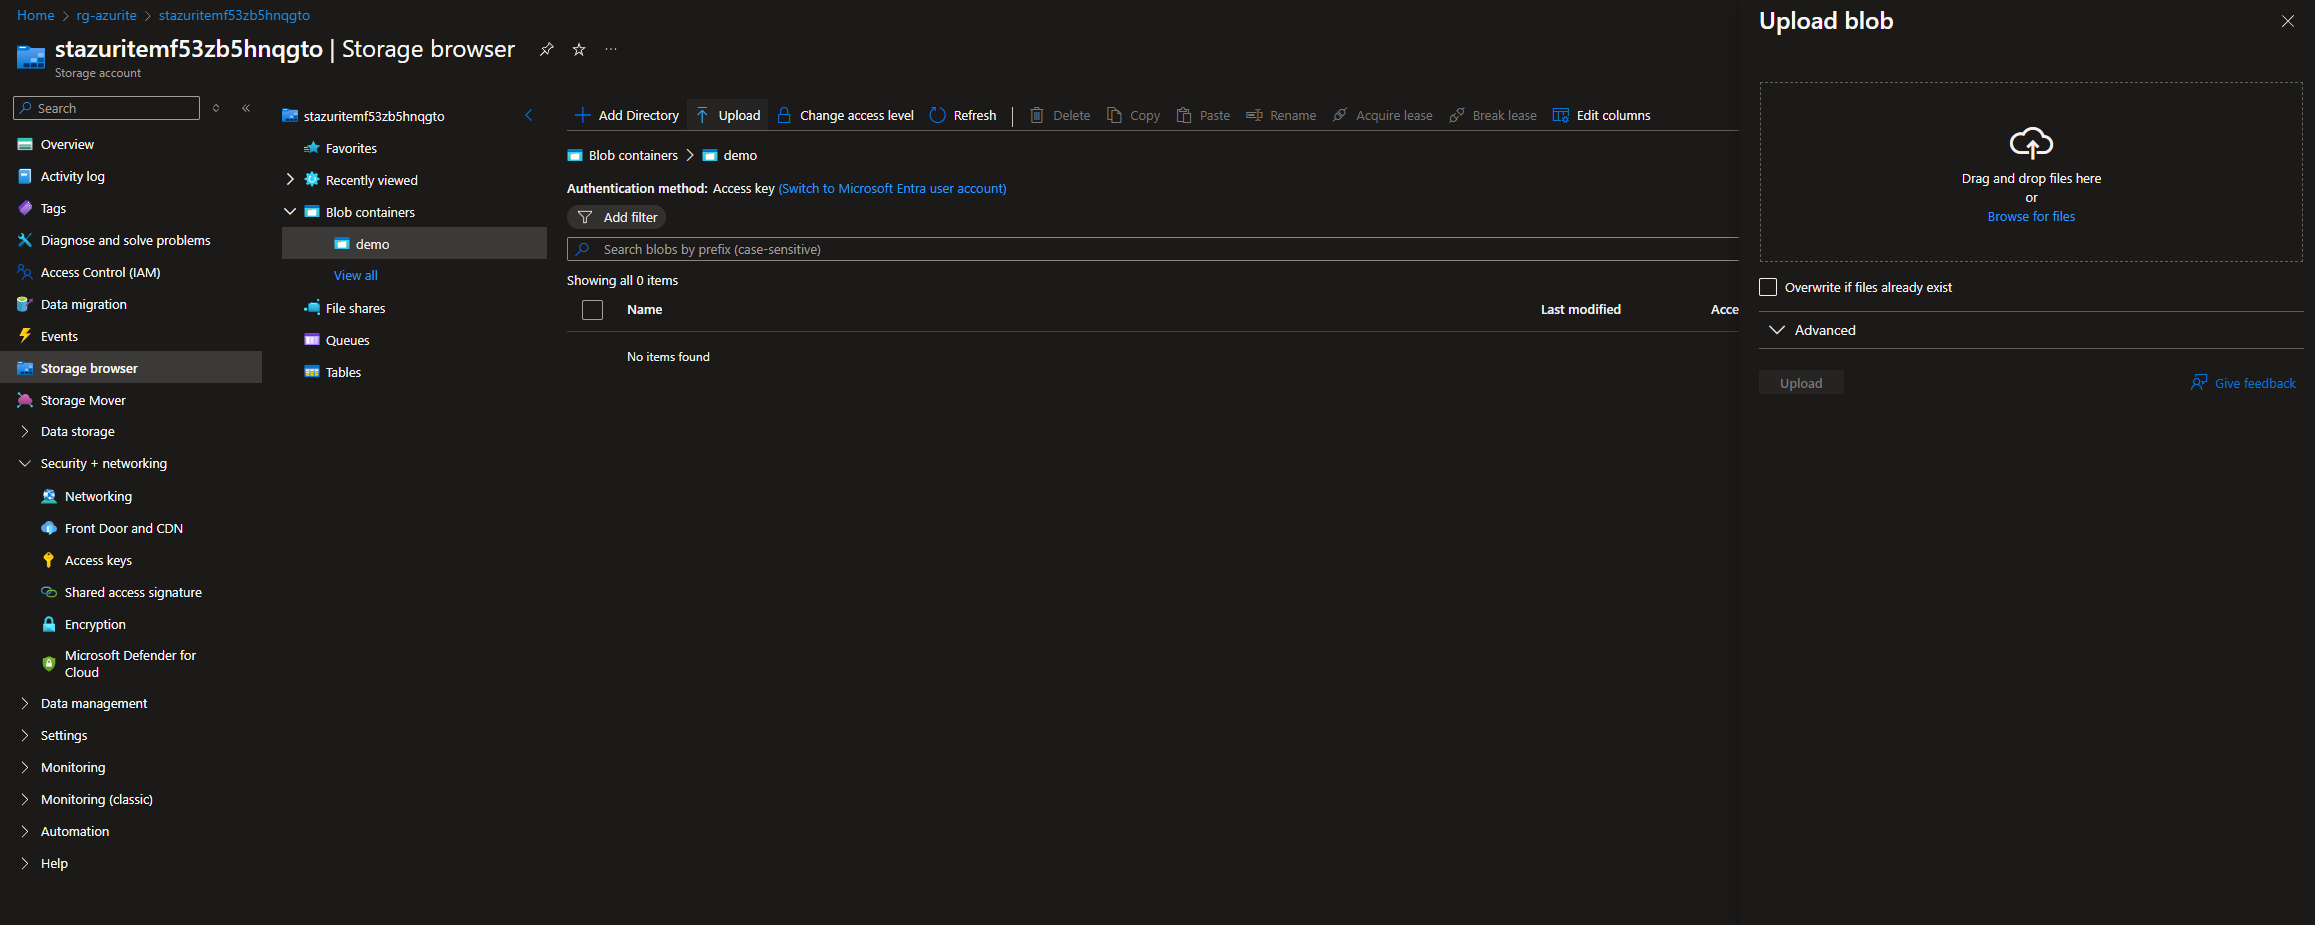 Home > rg-azurite > stazuritemf53zb5hnqgto
stazuritemf53zb5hnqgto | Storage browser
Storage account
Search
Overview
Activity log
Tags
Diagnose and solve problems
Access Control (IAM)
Data migration
Events
Storage browser
Storage Mover
Data storage
Security + networking
Networking
Front Door and CDN
Access keys
Shared access signature
Encryption
Microsoft Defender for
Cloud
Data management
Settings
Monitoring
Monitoring (classic)
Automation
Help
stazuritemf53zb5hnqgto
Favorites
Recently viewed
Blob containers
demo
View all
File shares
Queues
Tables
Add Directory Upload Change access level Refresh Delete Copy Paste Rename Acquire lease Break lease Edit columns
Blob containers > demo
Authentication method: Access key (Switch to Microsoft Entra user account)
Add filter
Search blobs by prefix (case-sensitive)
Showing all 0 items
Name Last modified Acce
No items found
Upload blob
Drag and drop files here
or
Browse for files
Overwrite if files already exist
Advanced
Upload
Give feedback